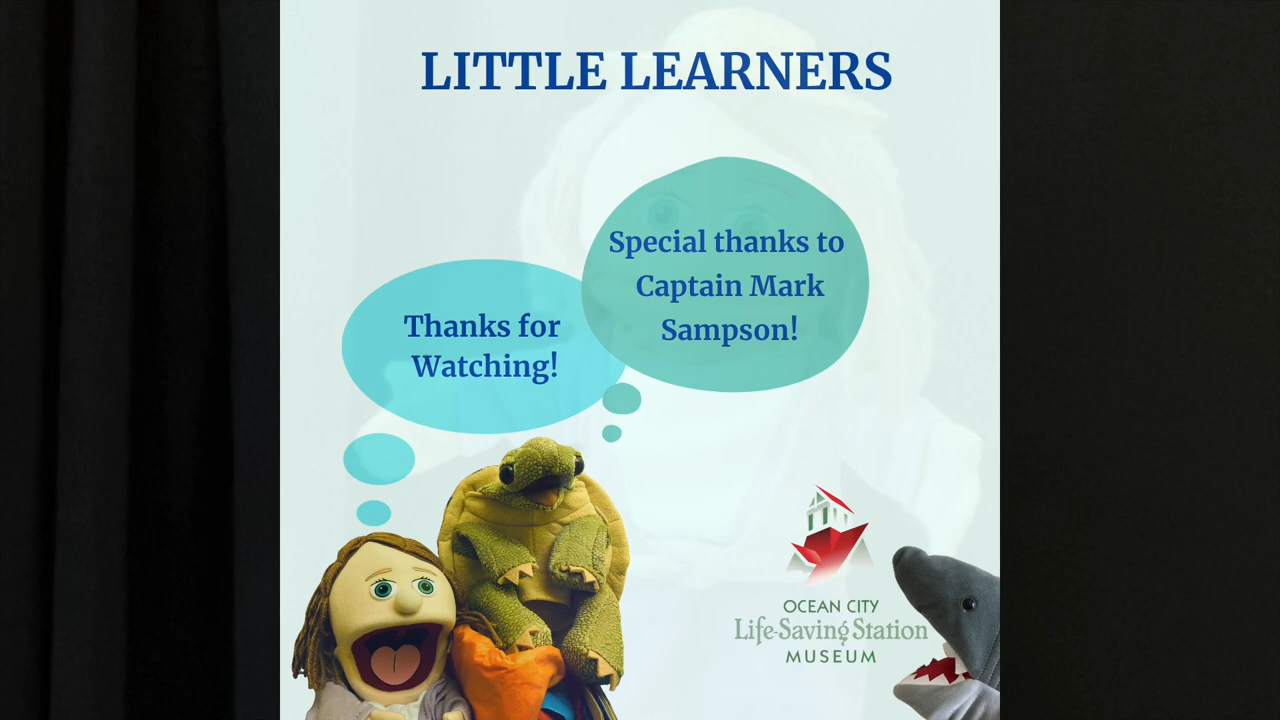 LITTLE LEARNERS
Special thanks to
Captain Mark
Sampson!
Thanks for
Watching!
OCEAN CITY
Life-Saving Station
MUSEUM